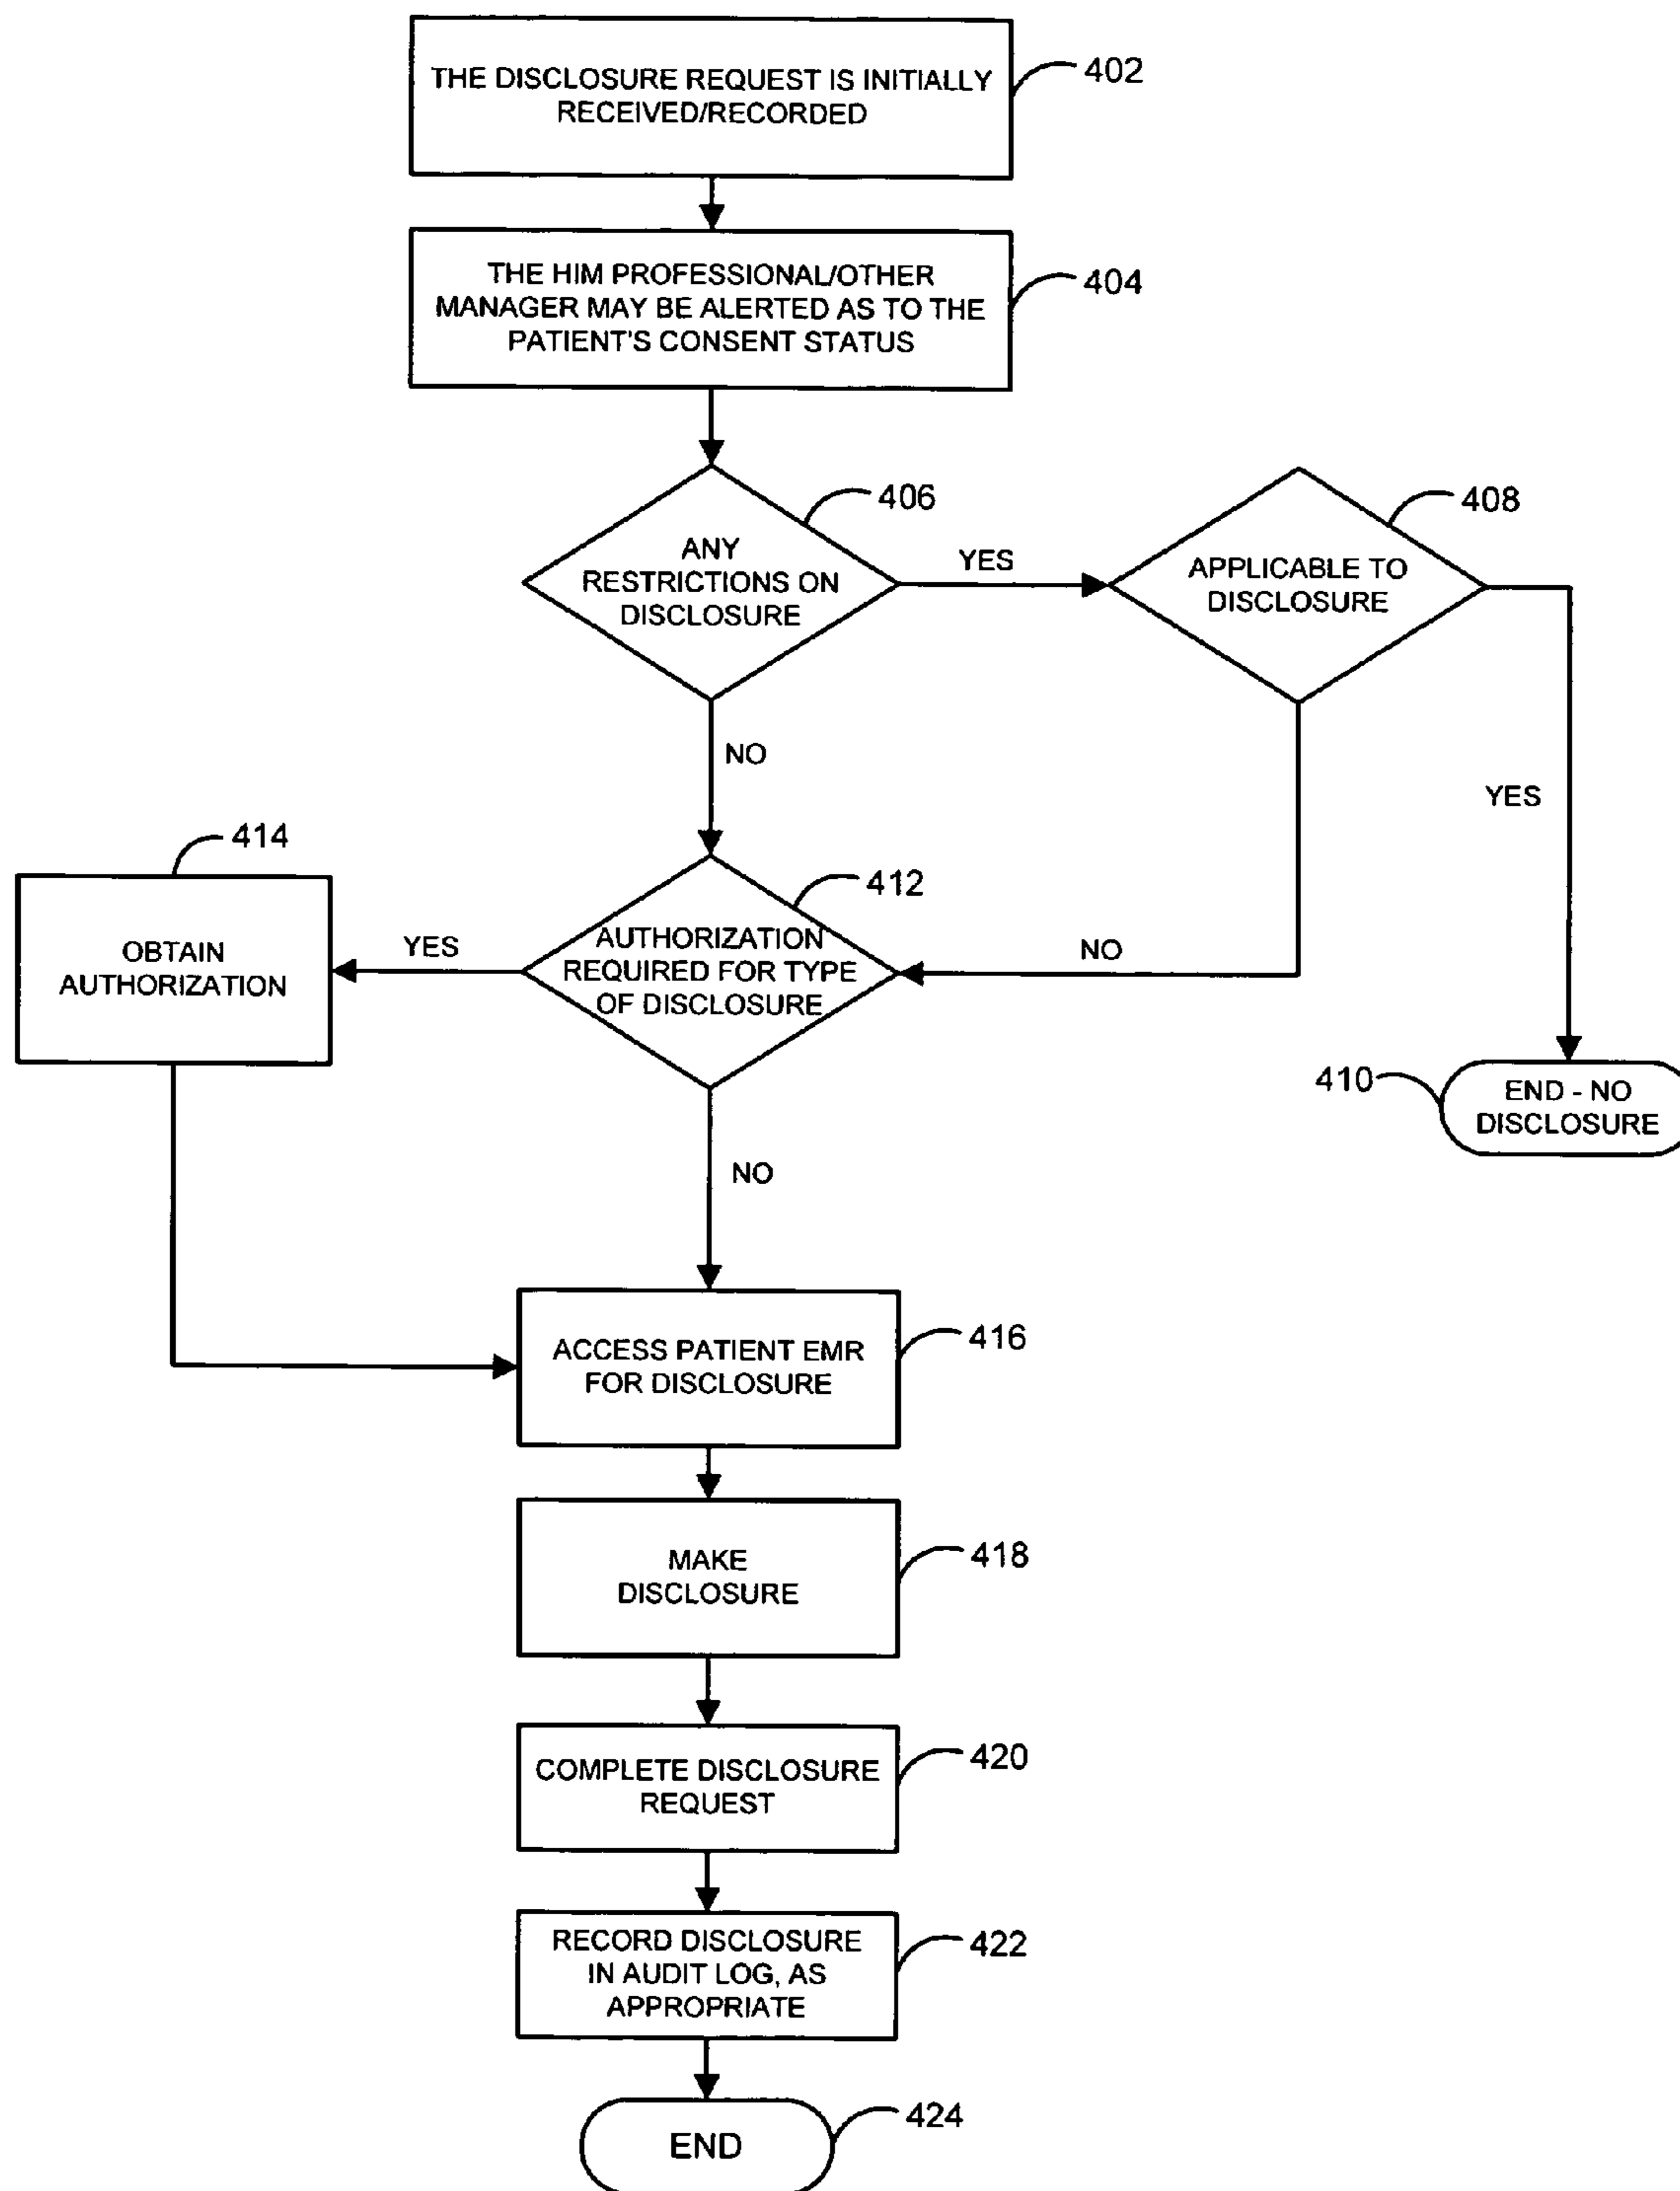 THE DISCLOSURE REQUEST IS INITIALLY
RECEIVED/RECORDED
402
THE HIM PROFESSIONAL/OTHER
MANAGER MAY BE ALERTED AS TO THE
PATIENT'S CONSENT STATUS
404
ANY
RESTRICTIONS ON
DISCLOSURE
406
YES
APPLICABLE TO
DISCLOSURE
408
NO
YES
414
OBTAIN
AUTHORIZATION
YES
AUTHORIZATION
REQUIRED FOR TYPE
OF DISCLOSURE
412
NO
410
END - NO
DISCLOSURE
NO
ACCESS PATIENT EMR
FOR DISCLOSURE
416
MAKE
DISCLOSURE
418
COMPLETE DISCLOSURE
REQUEST
420
RECORD DISCLOSURE
IN AUDIT LOG, AS
APPROPRIATE
422
END
424